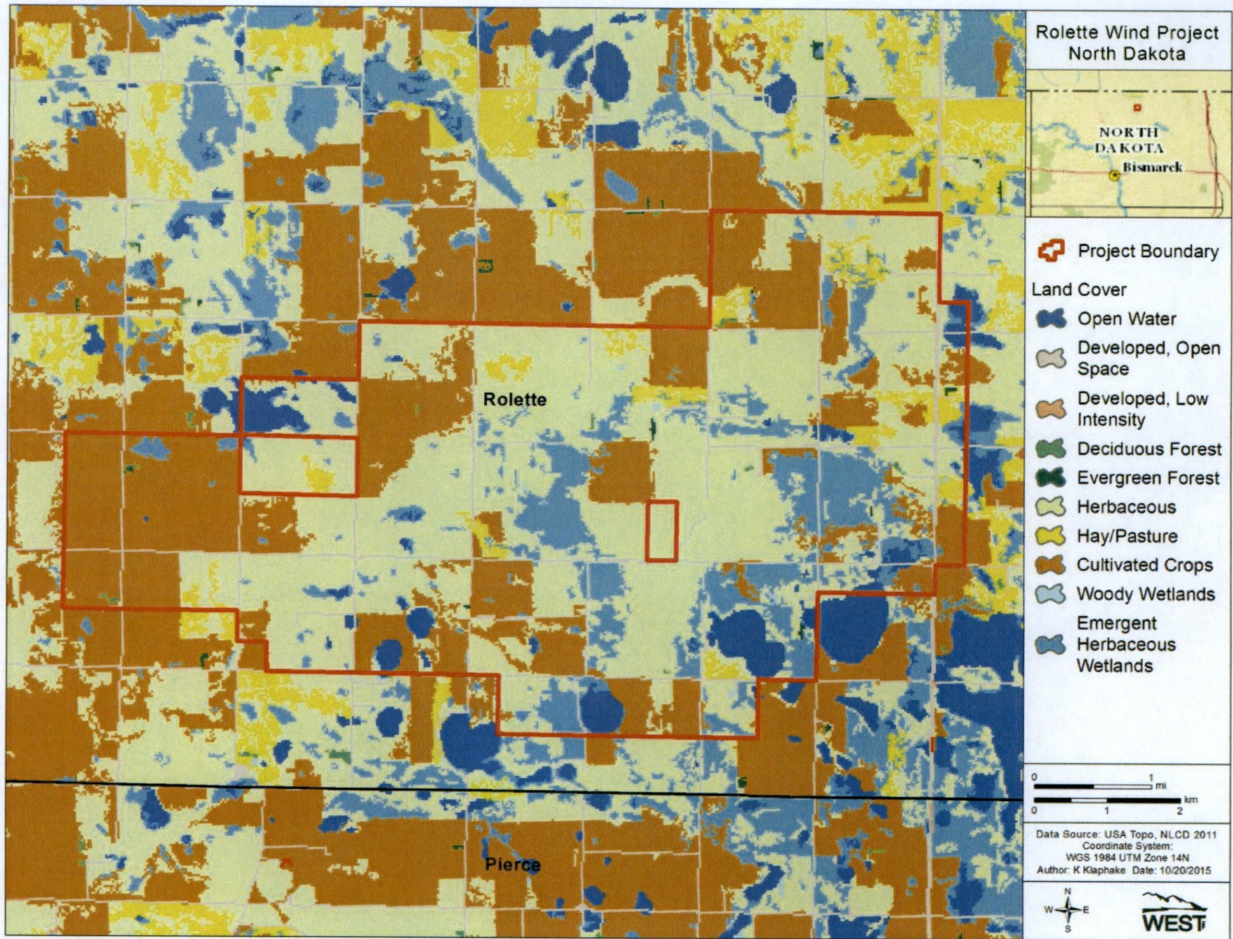 Rolette Wind Project
North Dakota
NORTH
DAKOTA
Bismarck
Project Boundary
Land Cover
Open Water
Developed, Open
Space
Developed, Low
Intensity
Deciduous Forest
Evergreen Forest
Herbaceous
Hay/Pasture
Cultivated Crops
Woody Wetlands
Emergent
Herbaceous
Wetlands
Rolette
Pierce
0 1
mi
km
0 1 2
Data Source: USA Topo, NLCD 2011
Coordinate System:
WGS 1984 UTM Zone 14N
Author: K Klaphake Date: 10/20/2015
N
W E
S
WEST